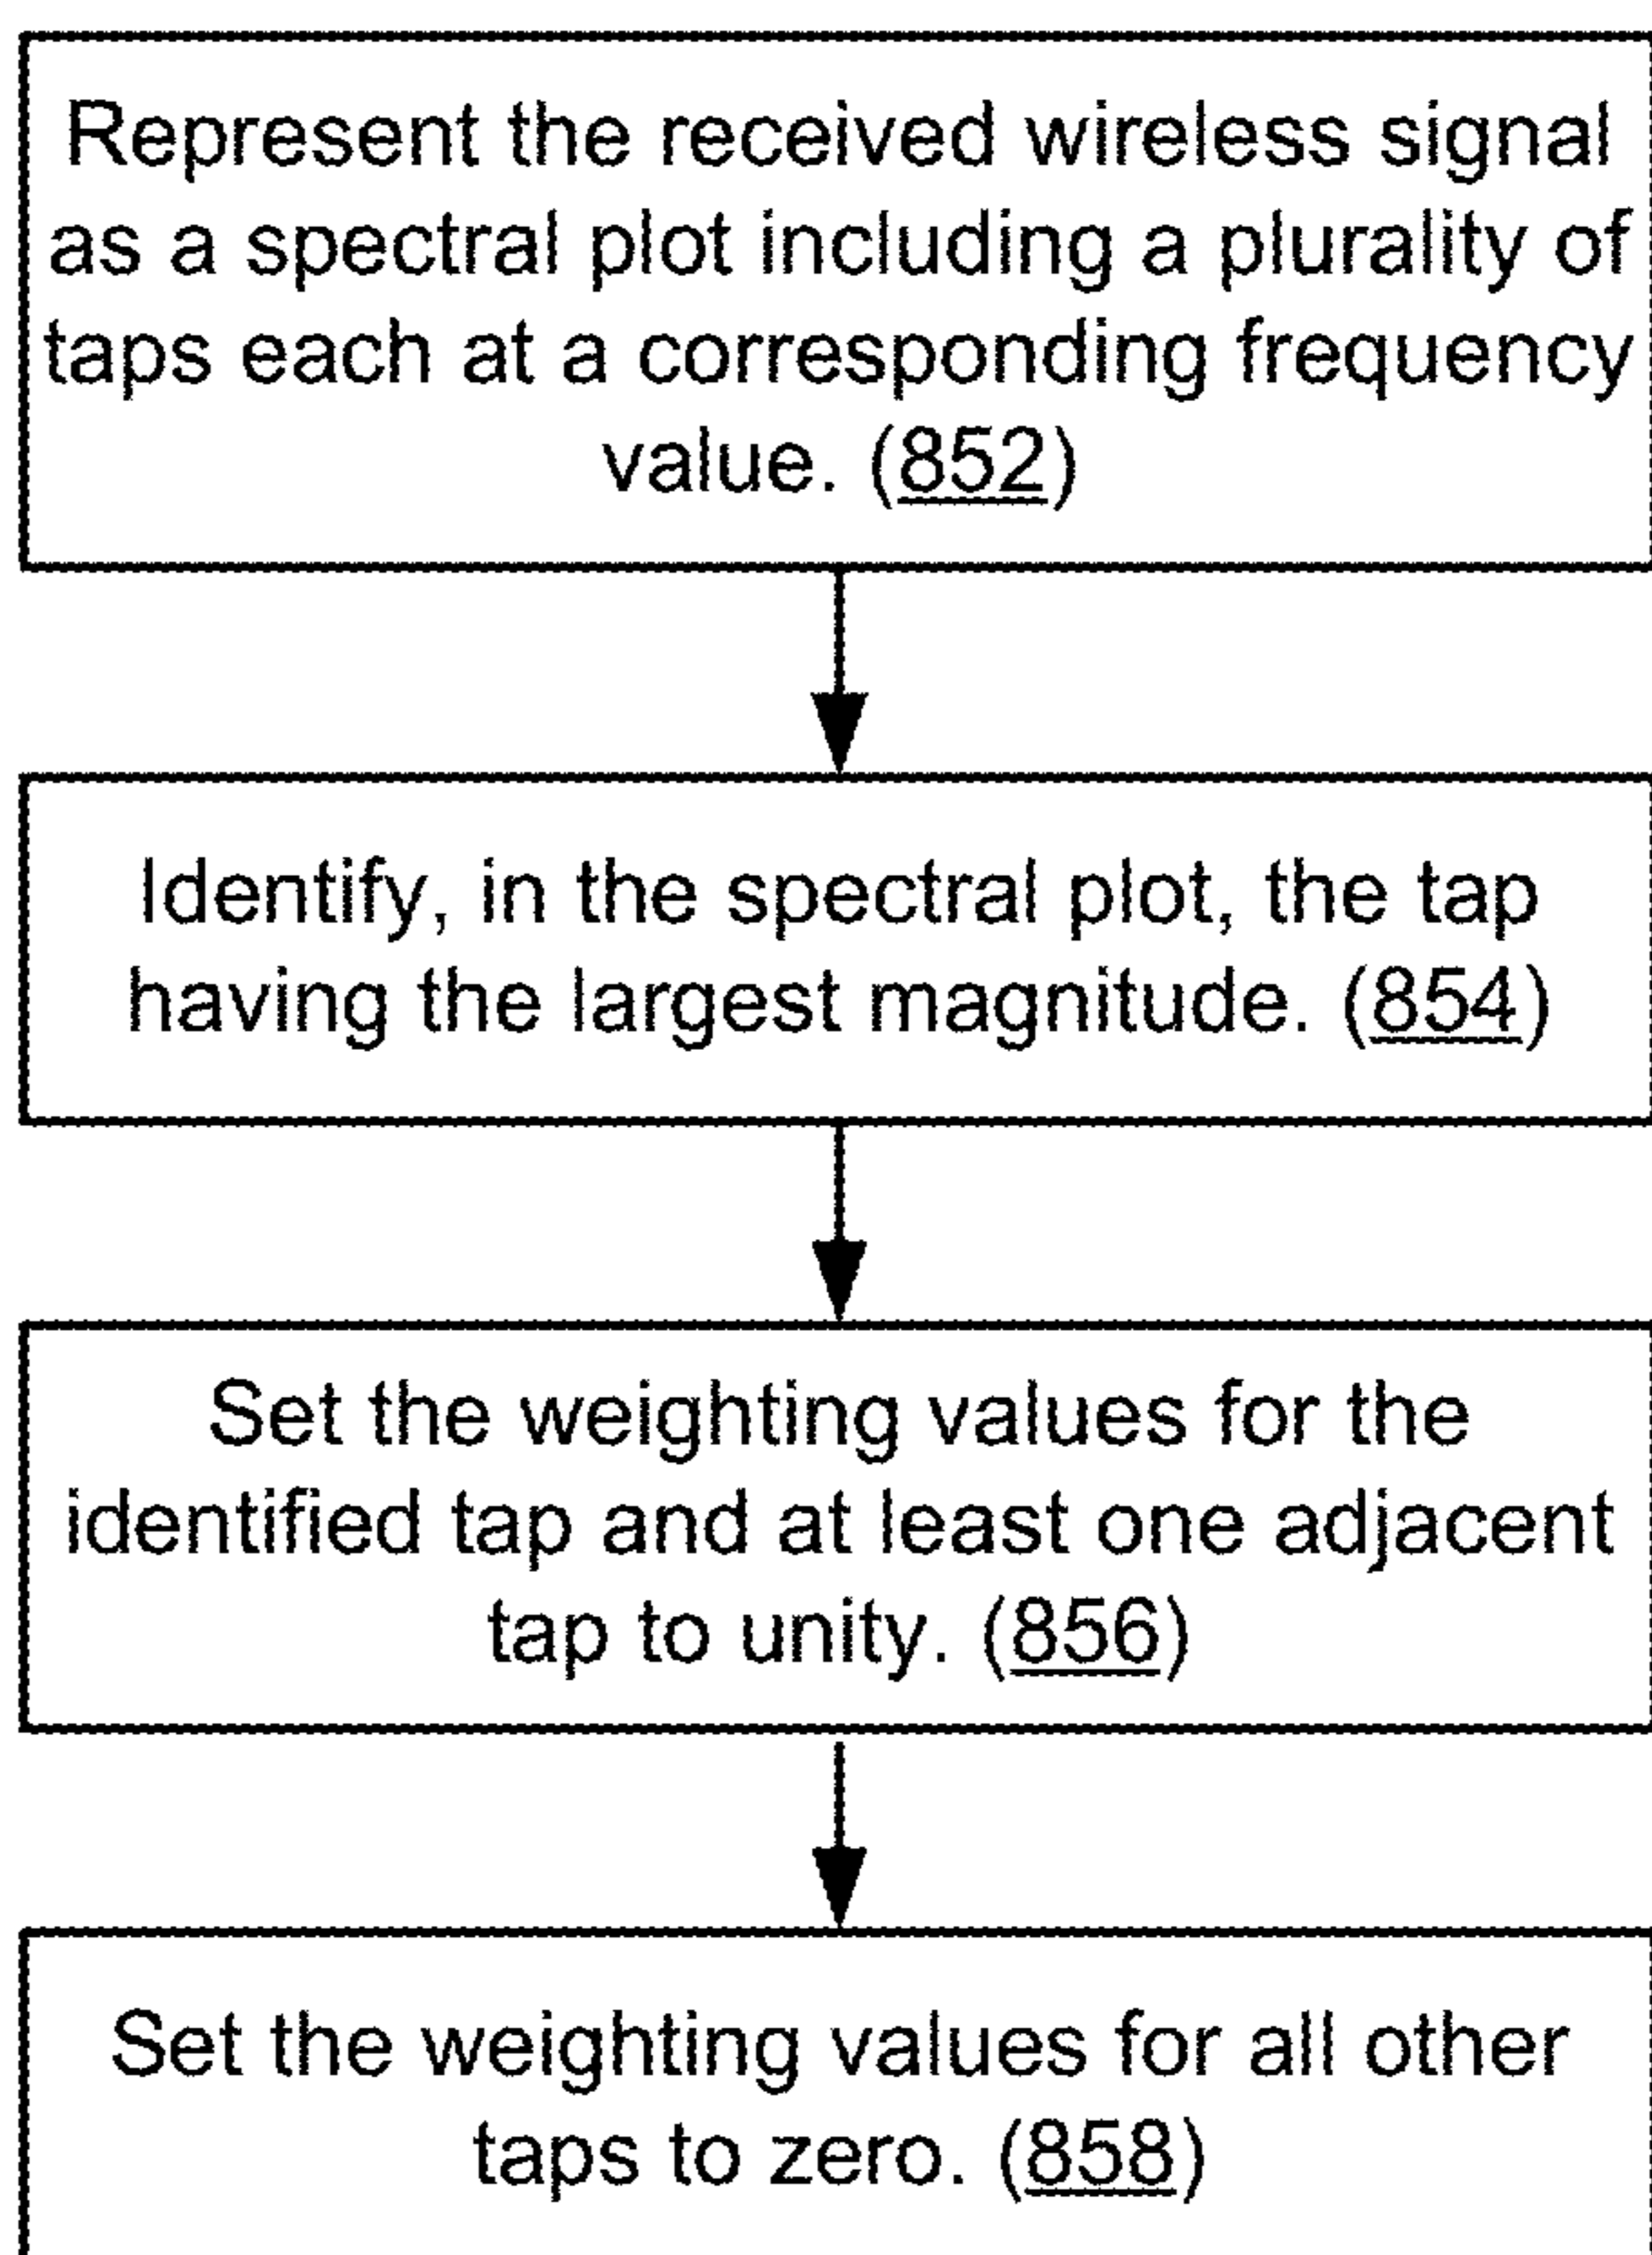 Represent the received wireless signal
as a spectral plot including a plurality of
taps each at a corresponding frequency
value. (852)
Identify, in the spectral plot, the tap
having the largest magnitude. (854)
Set the weighting values for the
identified tap and at least one adjacent
tap to unity. (856)
Set the weighting values for all other
taps to zero. (858)